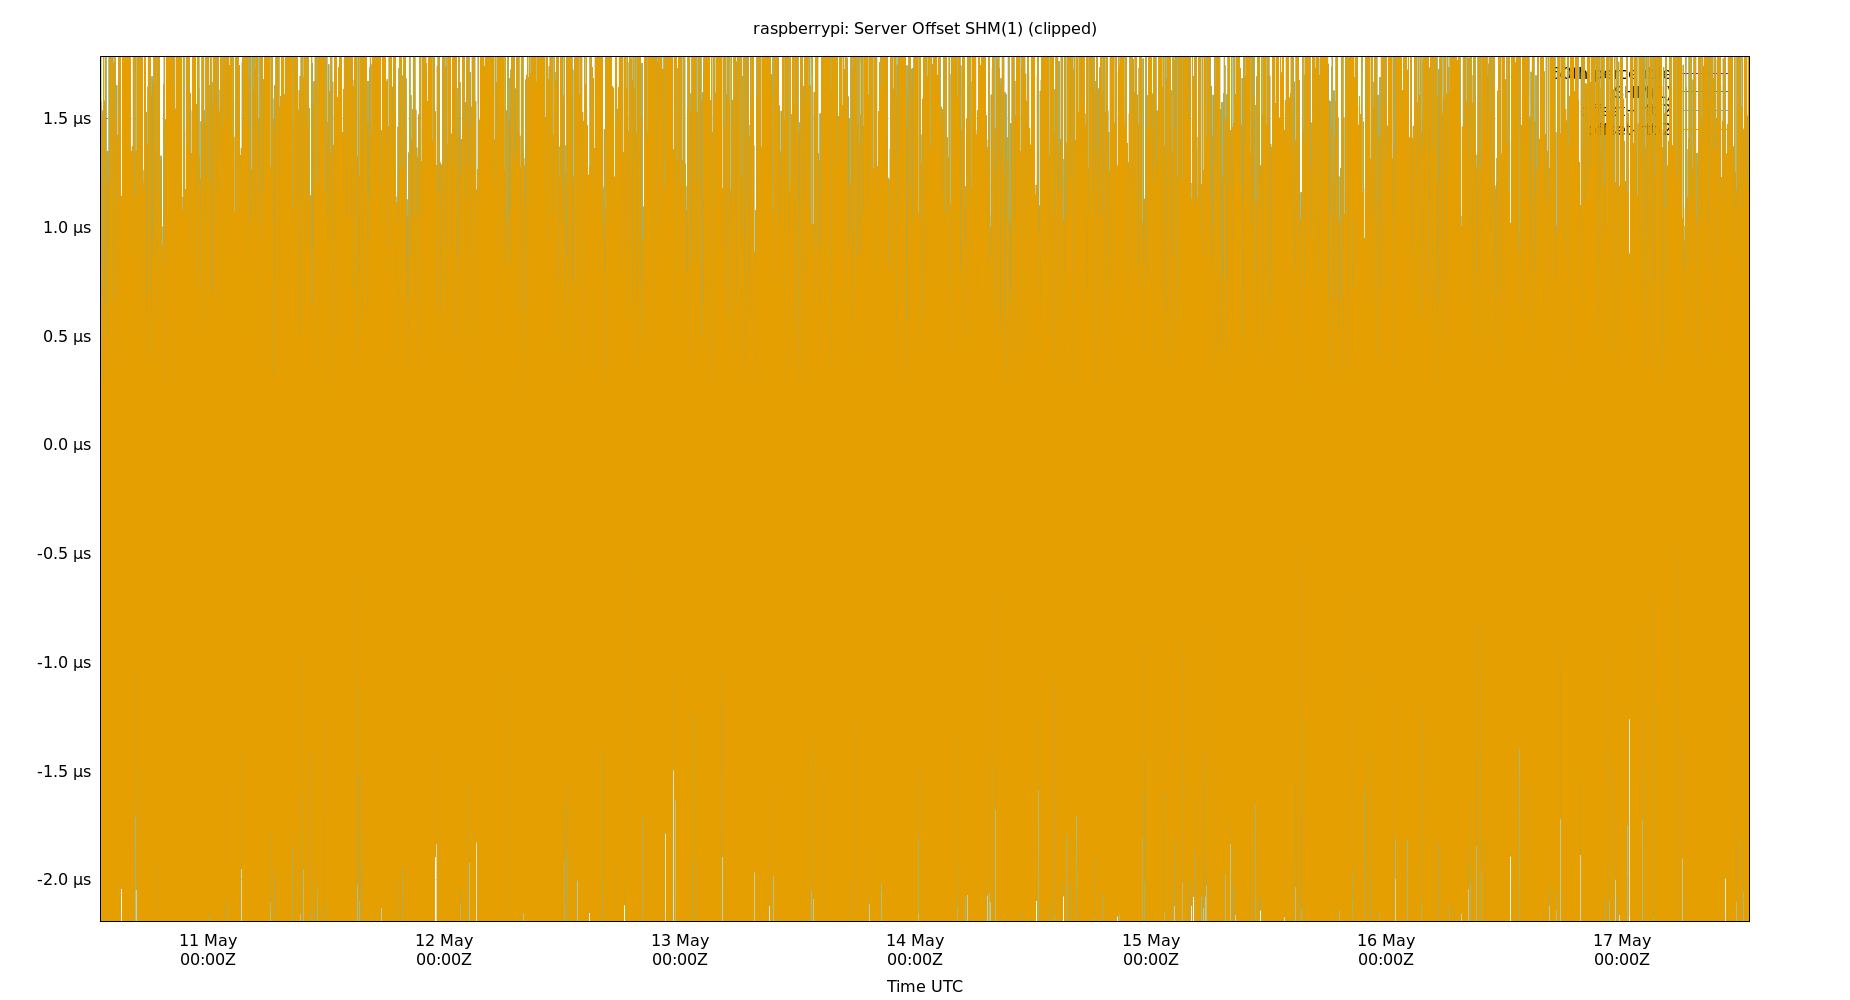 raspberrypi: Server Offset SHM(1) (clipped)
1.5 µs
1.0 µs
0.5 µs
0.0 µs
-0.5 µs
-1.0 µs
-1.5 µs
-2.0 µs
11 May 12 May 13 May 14 May 15 May 16 May 17 May
00:00Z 00:00Z 00:00Z 00:00Z 00:00Z 00:00Z 00:00Z
Time UTC